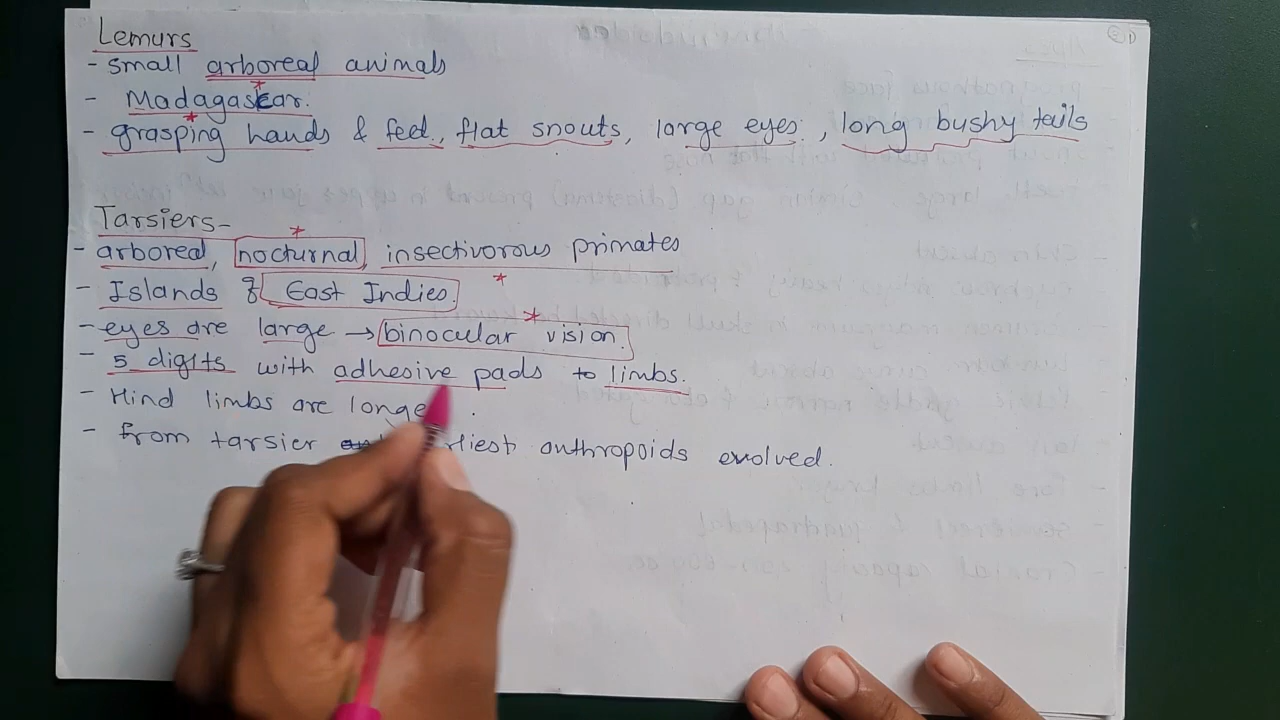 Lemurs
- small arboreal animals
- Madagascar.
- grasping hands & feet, flat snouts, large eyes, long bushy tails
Tarsiers-
- arboreal, nocturnal, insectivorous primates
- Islands of East Indies.
- eyes are large → binocular vision.
- 5 digits with adhesive pads to limbs.
- Hind limbs are
- from tarsier anthropoids evolved.